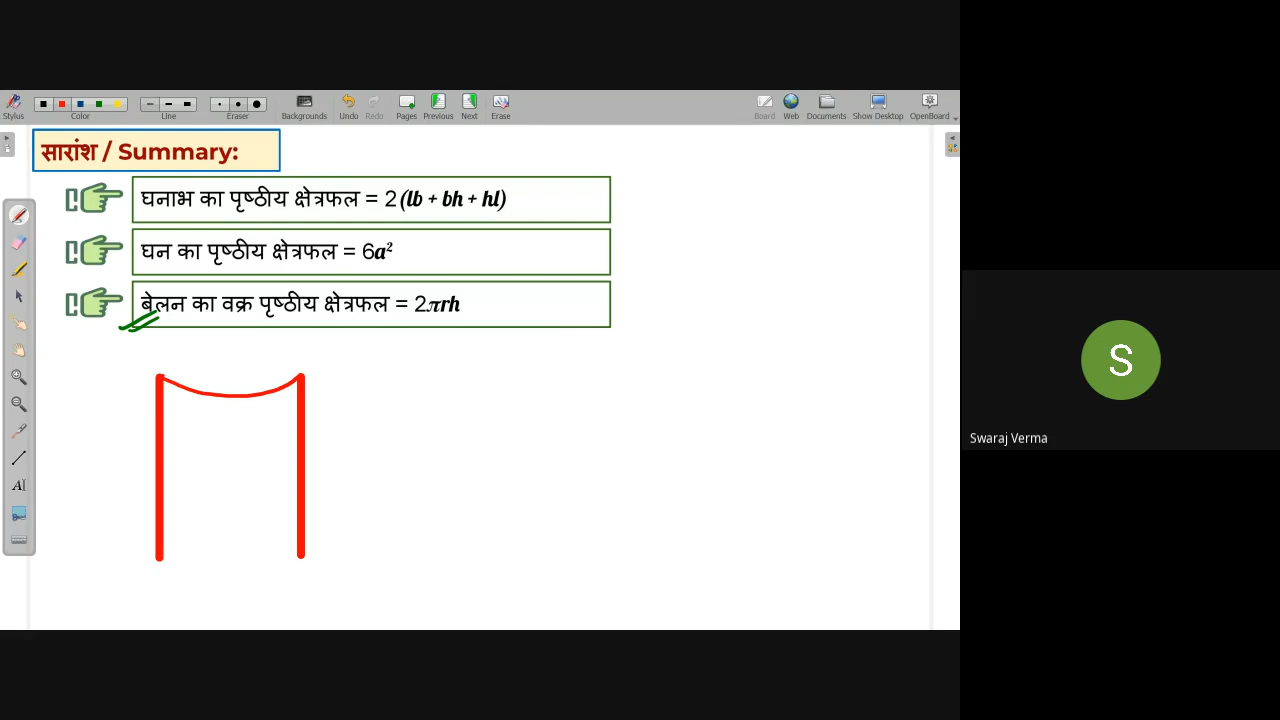 Stylus
Color
Line
Eraser
Backgrounds
Undo
Redo
Pages
Previous
Next
Erase
Board
Web
Documents
Show Desktop
OpenBoard
सारांश / Summary:
घनाभ का पृष्ठीय क्षेत्रफल = 2(lb + bh + hl)
घन का पृष्ठीय क्षेत्रफल = 6a²
बेलन का वक्र पृष्ठीय क्षेत्रफल = 2πrh
S
Swaraj Verma